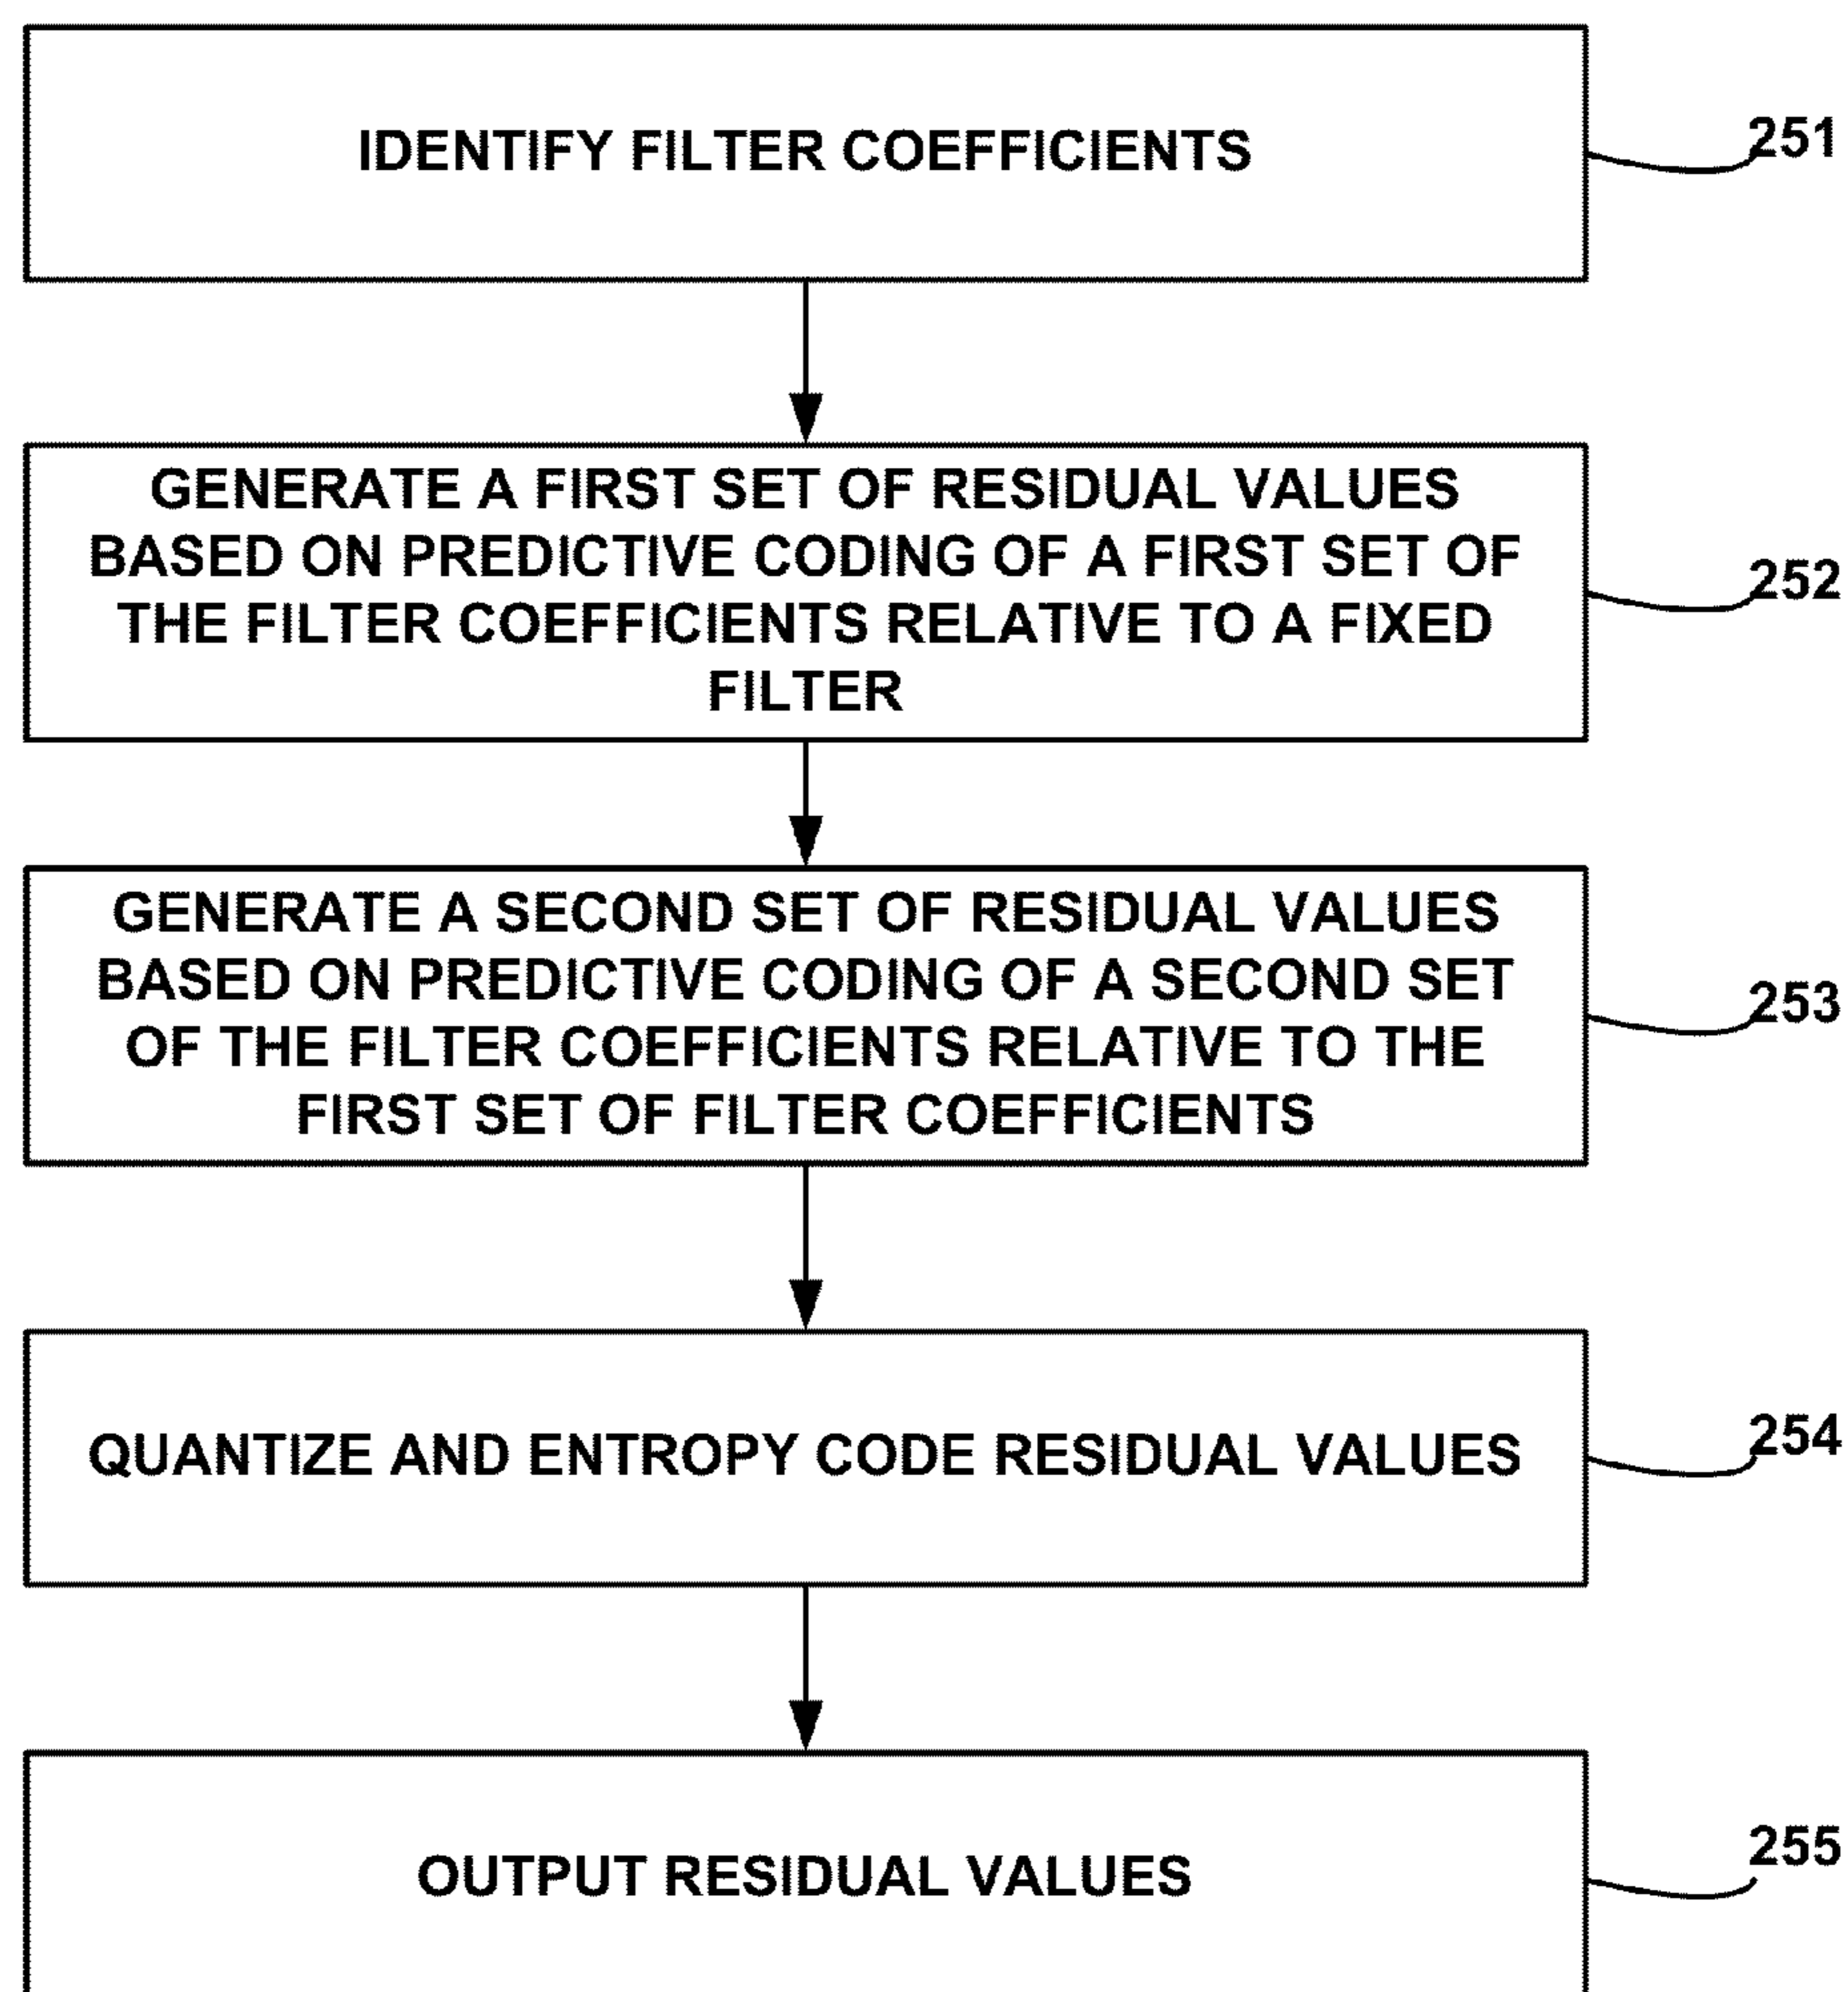 IDENTIFY FILTER COEFFICIENTS
251
GENERATE A FIRST SET OF RESIDUAL VALUES
BASED ON PREDICTIVE CODING OF A FIRST SET OF
THE FILTER COEFFICIENTS RELATIVE TO A FIXED
FILTER
252
GENERATE A SECOND SET OF RESIDUAL VALUES
BASED ON PREDICTIVE CODING OF A SECOND SET
OF THE FILTER COEFFICIENTS RELATIVE TO THE
FIRST SET OF FILTER COEFFICIENTS
253
QUANTIZE AND ENTROPY CODE RESIDUAL VALUES
254
OUTPUT RESIDUAL VALUES
255